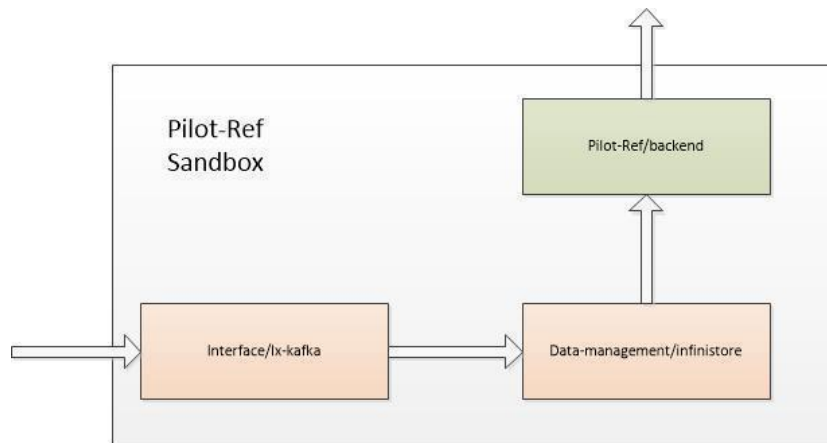 Pilot-Ref
Sandbox
Pilot-Ref/backend
Interface/lx-kafka
Data-management/infinistore